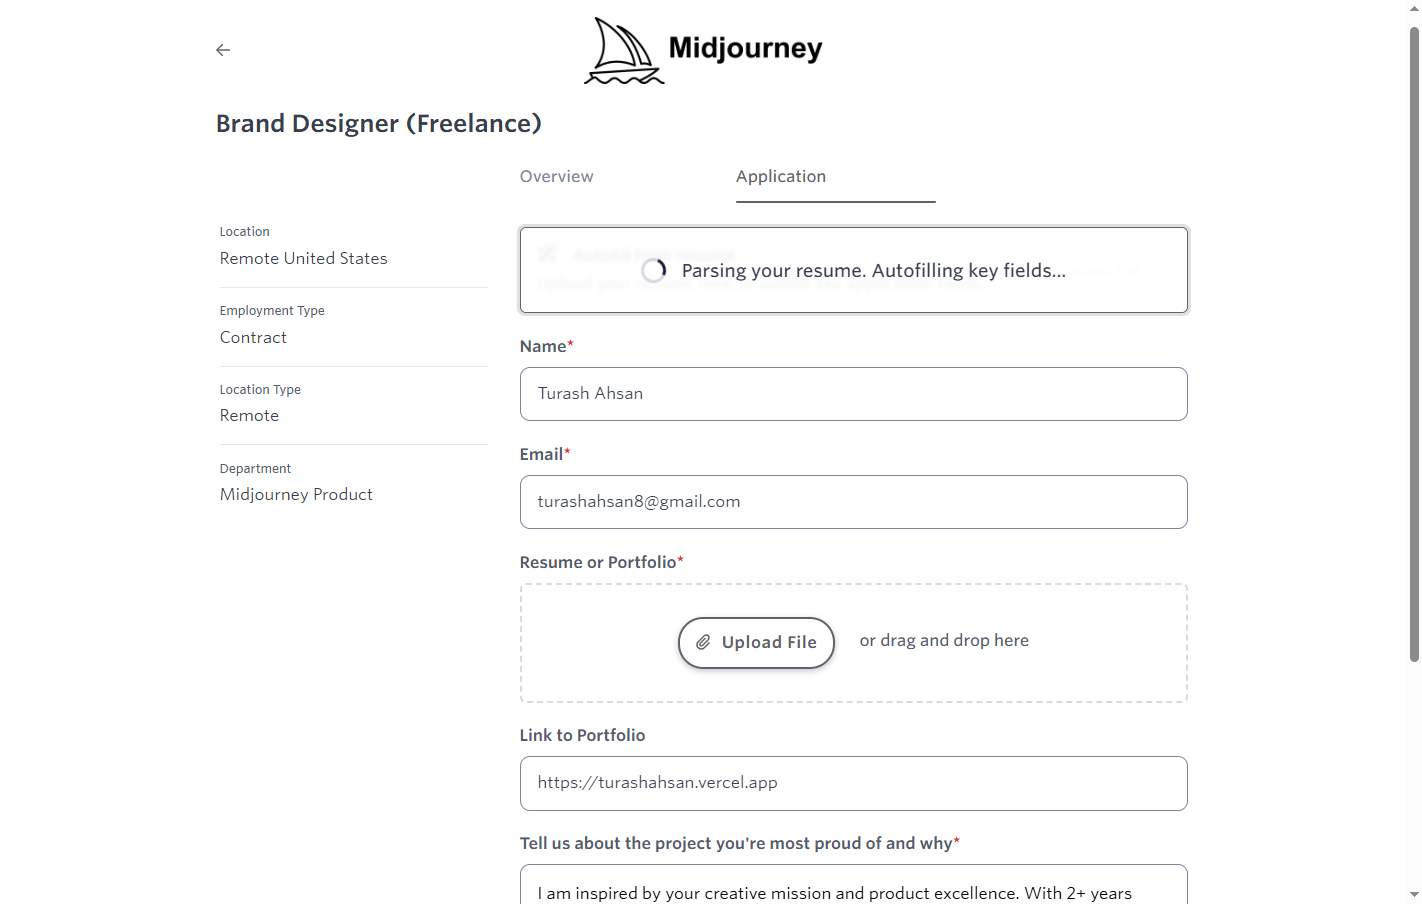 Midjourney
Brand Designer (Freelance)
Overview
Application
Location
Remote United States
Employment Type
Contract
Location Type
Remote
Department
Midjourney Product
Parsing your resume. Autofilling key fields...
Name*
Turash Ahsan
Email*
turashahsan8@gmail.com
Resume or Portfolio*
Upload File
or drag and drop here
Link to Portfolio
https://turashahsan.vercel.app
Tell us about the project you're most proud of and why*
I am inspired by your creative mission and product excellence. With 2+ years